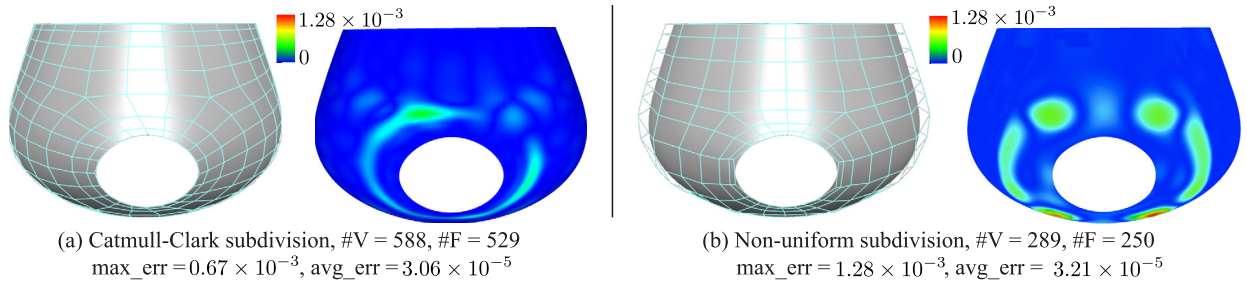 1.28 × 10⁻³
0
1.28 × 10⁻³
0
(a) Catmull-Clark subdivision, #V = 588, #F = 529
max_err = 0.67 × 10⁻³, avg_err = 3.06 × 10⁻⁵
(b) Non-uniform subdivision, #V = 289, #F = 250
max_err = 1.28 × 10⁻³, avg_err = 3.21 × 10⁻⁵